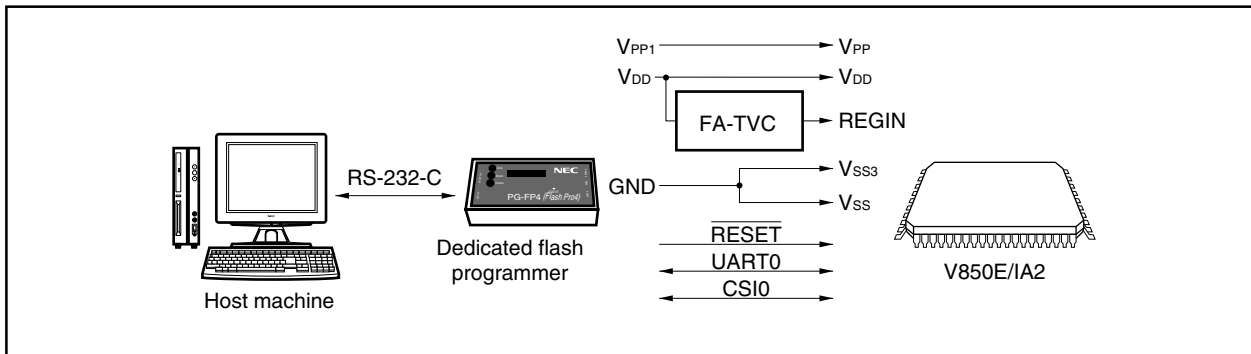 VPP1
VPP
VDD
VDD
FA-TVC
REGIN
RS-232-C
NEC
PG-FP4 (Flash Pro4)
GND
VSS3
VSS
RESET
UART0
CSI0
Host machine
Dedicated flash
programmer
V850E/IA2